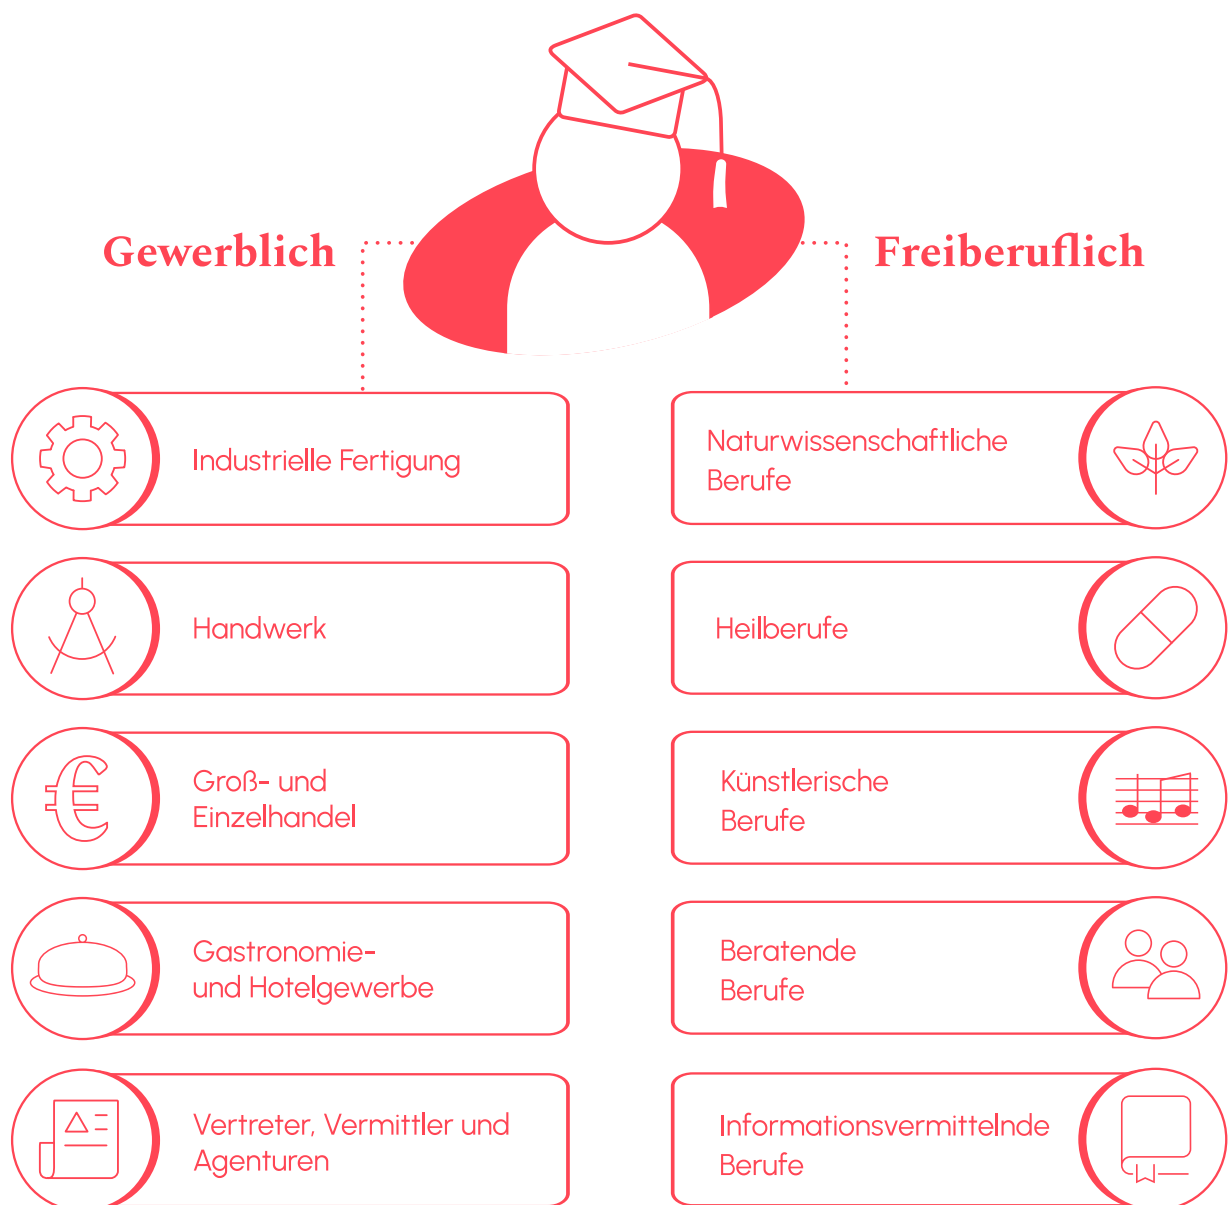 Gewerblich
Freiberuflich
Industrielle Fertigung
Handwerk
Groß- und
Einzelhandel
Gastronomie-
und Hotelgewerbe
Vertreter, Vermittler und
Agenturen
Naturwissenschaftliche
Berufe
Heilberufe
Künstlerische
Berufe
Beratende
Berufe
Informationsvermittelnde
Berufe